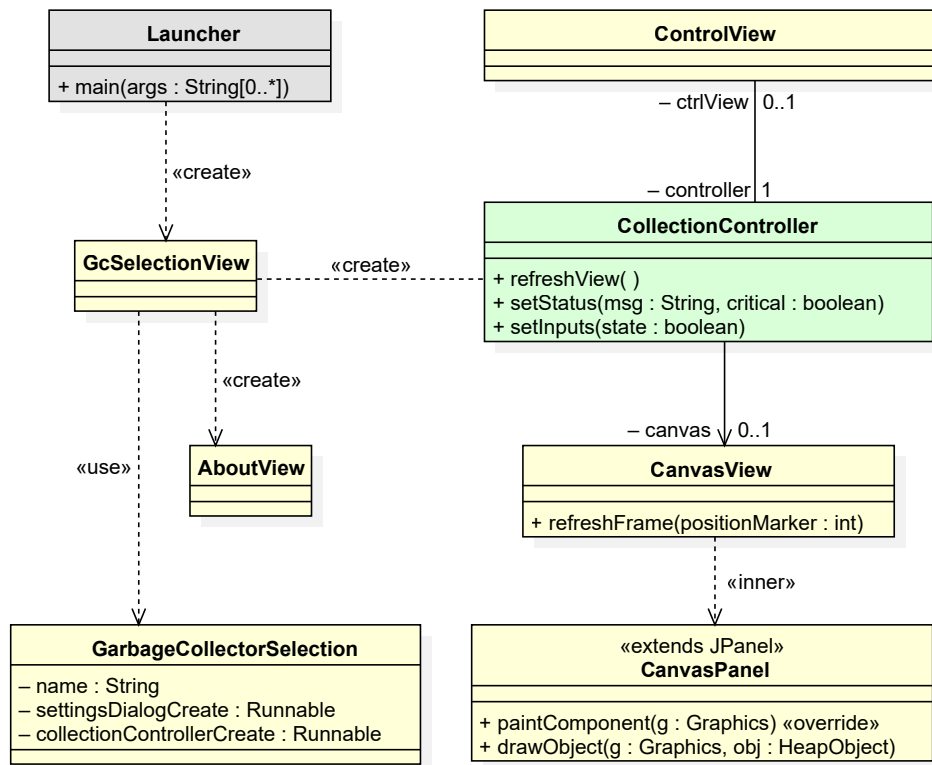 Launcher
+ main(args : String[0..*])
ControlView
– ctrlView 0..1
«create»
– controller 1
CollectionController
+ refreshView( )
+ setStatus(msg : String, critical : boolean)
+ setInputs(state : boolean)
GcSelectionView
«create»
«create»
«use»
AboutView
– canvas 0..1
CanvasView
+ refreshFrame(positionMarker : int)
«inner»
GarbageCollectorSelection
– name : String
– settingsDialogCreate : Runnable
– collectionControllerCreate : Runnable
«extends JPanel»
CanvasPanel
+ paintComponent(g : Graphics) «override»
+ drawObject(g : Graphics, obj : HeapObject)